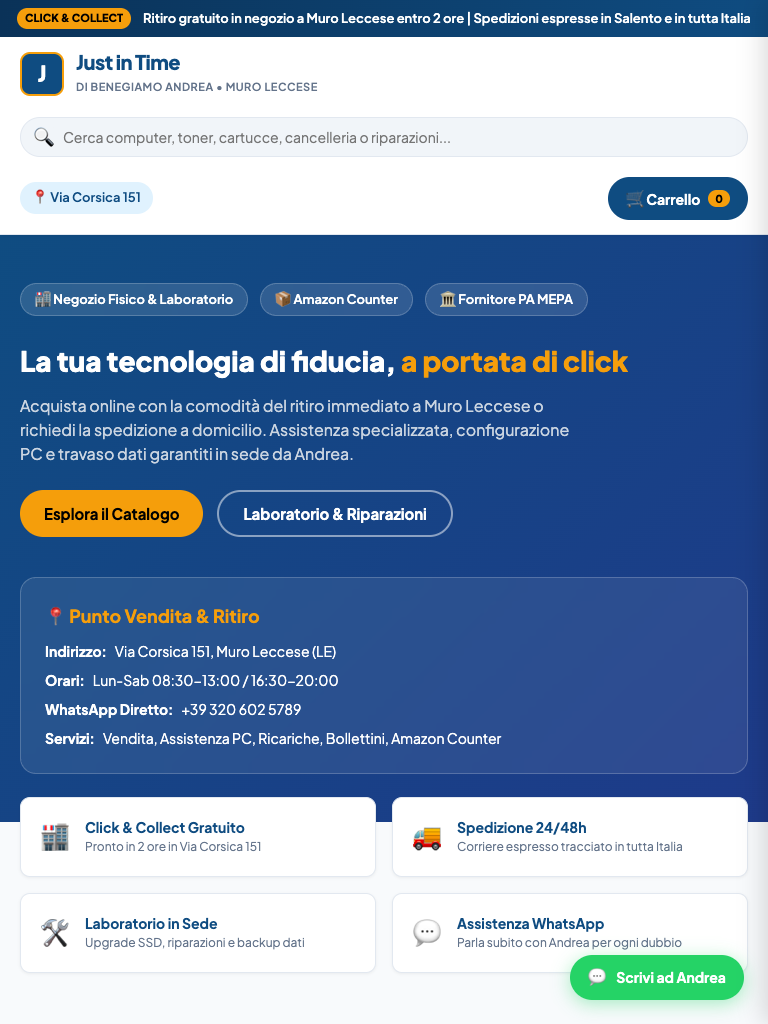 CLICK & COLLECT Ritiro gratuito in negozio a Muro Leccese entro 2 ore | Spedizioni espresse in Salento e in tutta Italia
J
Just in Time
DI BENEGIAMO ANDREA • MURO LECCESE
Cerca computer, toner, cartucce, cancelleria o riparazioni...
Via Corsica 151
Carrello 0
Negozio Fisico & Laboratorio
Amazon Counter
Fornitore PA MEPA
La tua tecnologia di fiducia, a portata di click
Acquista online con la comodità del ritiro immediato a Muro Leccese o
richiedi la spedizione a domicilio. Assistenza specializzata, configurazione
PC e travaso dati garantiti in sede da Andrea.
Esplora il Catalogo
Laboratorio & Riparazioni
Punto Vendita & Ritiro
Indirizzo: Via Corsica 151, Muro Leccese (LE)
Orari: Lun-Sab 08:30–13:00 / 16:30–20:00
WhatsApp Diretto: +39 320 602 5789
Servizi: Vendita, Assistenza PC, Ricariche, Bollettini, Amazon Counter
Click & Collect Gratuito
Pronto in 2 ore in Via Corsica 151
Spedizione 24/48h
Corriere espresso tracciato in tutta Italia
Laboratorio in Sede
Upgrade SSD, riparazioni e backup dati
Assistenza WhatsApp
Parla subito con Andrea per ogni dubbio
Scrivi ad Andrea